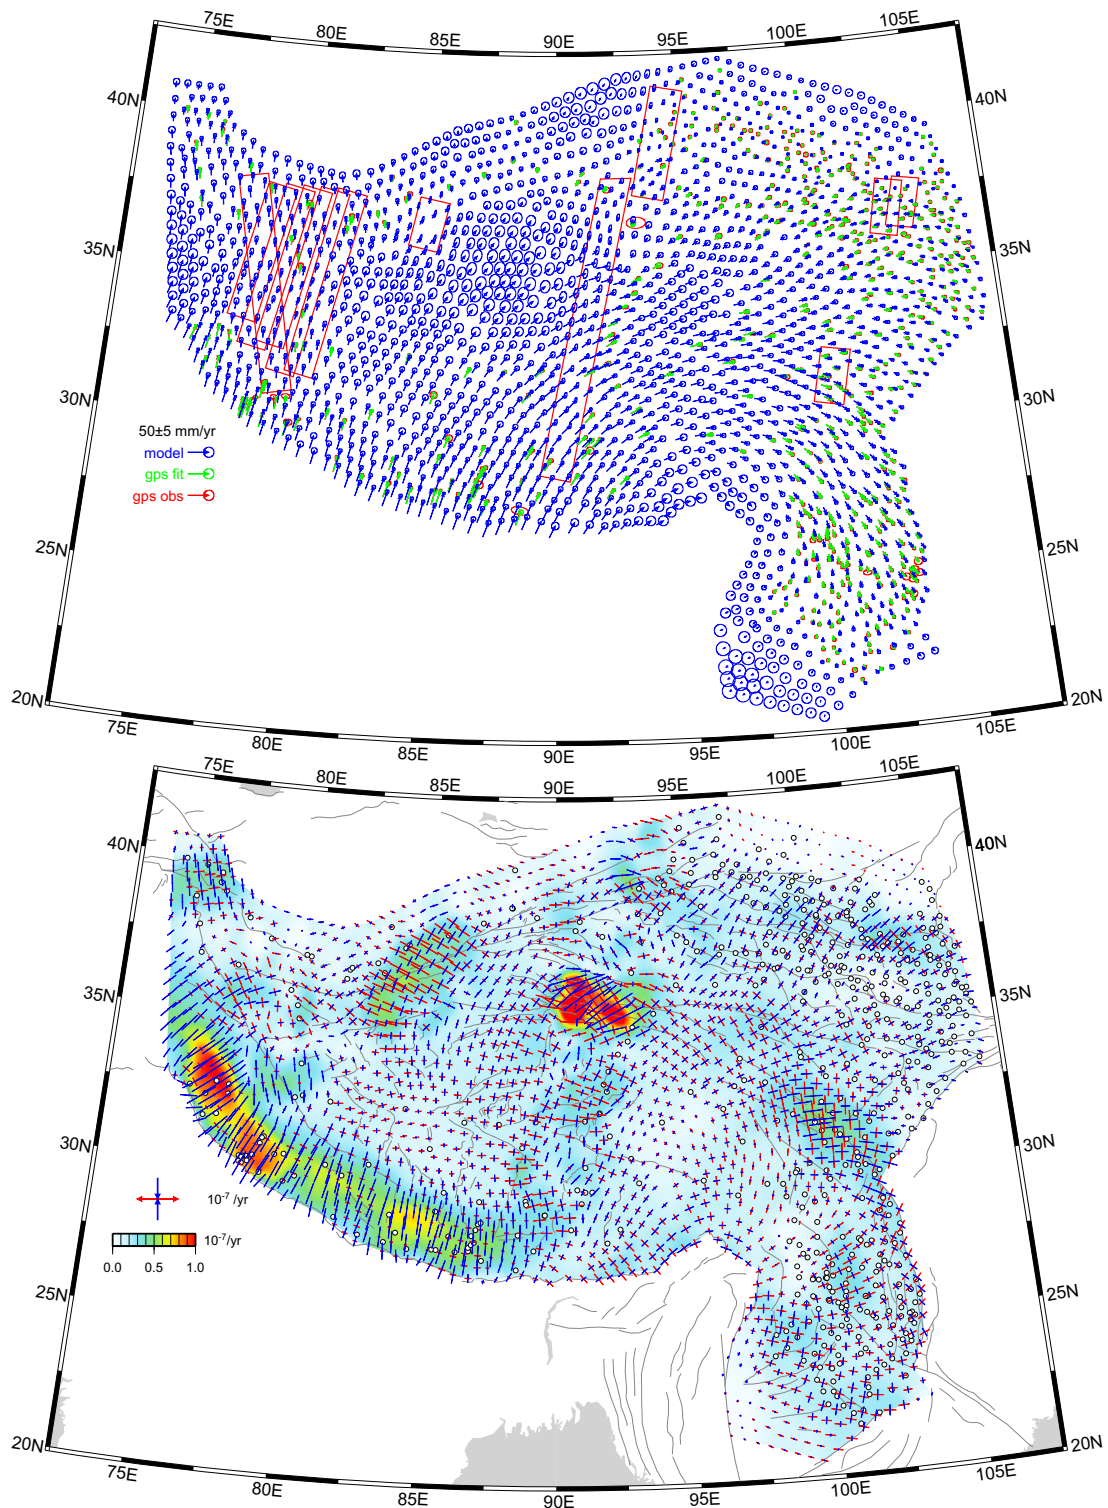 75E 80E 85E 90E 95E 100E 105E
40N 40N
35N 35N
30N 30N
50±5 mm/yr
model
gps fit
gps obs
25N 25N
20N 20N
75E 80E 85E 90E 95E 100E 105E
75E 80E 85E 90E 95E 100E 105E
40N 40N
35N 35N
30N 30N
10⁻⁷ /yr
10⁻⁷/yr
0.0 0.5 1.0
25N 25N
20N 20N
75E 80E 85E 90E 95E 100E 105E